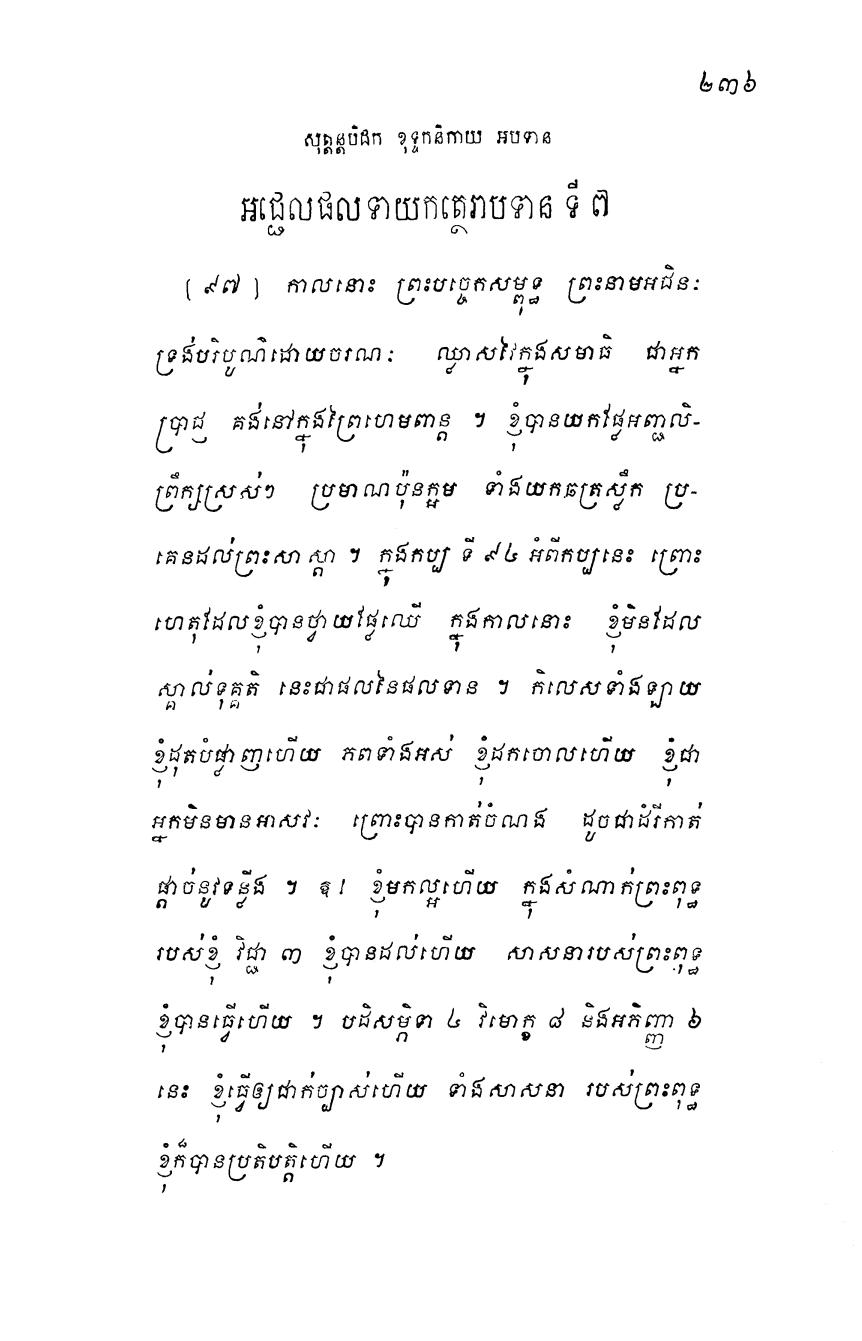 ២៣៦
សុត្តន្តបិដក ខុទ្ទកនិកាយ អបទាន
អជ្ជេលផលទាយកត្ថេរាបទាន ទី ៧
(៩៧) កាលនោះ ព្រះបច្ចេកសម្ពុទ្ធ ព្រះនាមអជិនៈ
ទ្រង់បរិបូណ៌ដោយចរណៈ ឈ្លាសវៃក្នុងសមាធិ ជាអ្នក
ប្រាជ្ញ គង់នៅក្នុងព្រៃហេមពាន្ត ។ ខ្ញុំបានយកផ្លែអញ្ជលិ-
ព្រឹក្សស្រស់ៗ ប្រមាណប៉ុនក្អម ទាំងយកឆត្រស្លឹក ប្រ-
គេនដល់ព្រះសាស្តា ។ ក្នុងកប្ប ទី ៩៤ អំពីកប្បនេះ ព្រោះ
ហេតុដែលខ្ញុំបានថ្វាយផ្លែឈើ ក្នុងកាលនោះ ខ្ញុំមិនដែល
ស្គាល់ទុគ្គតិ នេះជាផលនៃផលទាន ។ កិលេសទាំងឡាយ
ខ្ញុំដុតបំផ្លាញហើយ ភពទាំងអស់ ខ្ញុំដកចោលហើយ ខ្ញុំជា
អ្នកមិនមានអាសវៈ ព្រោះបានកាត់ចំណង ដូចជាដំរីកាត់
ផ្តាច់នូវទន្លីង ។ ឱ! ខ្ញុំមកល្អហើយ ក្នុងសំណាក់ព្រះពុទ្ធ
របស់ខ្ញុំ វិជ្ជា ៣ ខ្ញុំបានដល់ហើយ សាសនារបស់ព្រះពុទ្ធ
ខ្ញុំបានធ្វើហើយ ។ បដិសម្ភិទា ៤ វិមោក្ខ ៨ និងអភិញ្ញា ៦
នេះ ខ្ញុំធ្វើឲ្យជាក់ច្បាស់ហើយ ទាំងសាសនា របស់ព្រះពុទ្ធ
ខ្ញុំក៏បានប្រតិបត្តិហើយ ។